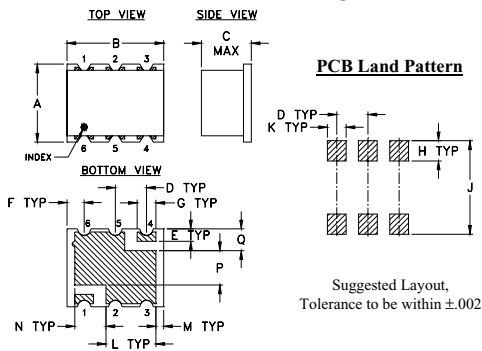 TOP VIEW
SIDE VIEW
B
C
MAX
1 2 3
A
INDEX
6 5 4
PCB Land Pattern
D TYP
K TYP
H TYP
J
BOTTOM VIEW
D TYP
F TYP
G TYP
6 5 4
E TYP
Q
P
1 2 3
N TYP
M TYP
L TYP
Suggested Layout,
Tolerance to be within ±.002